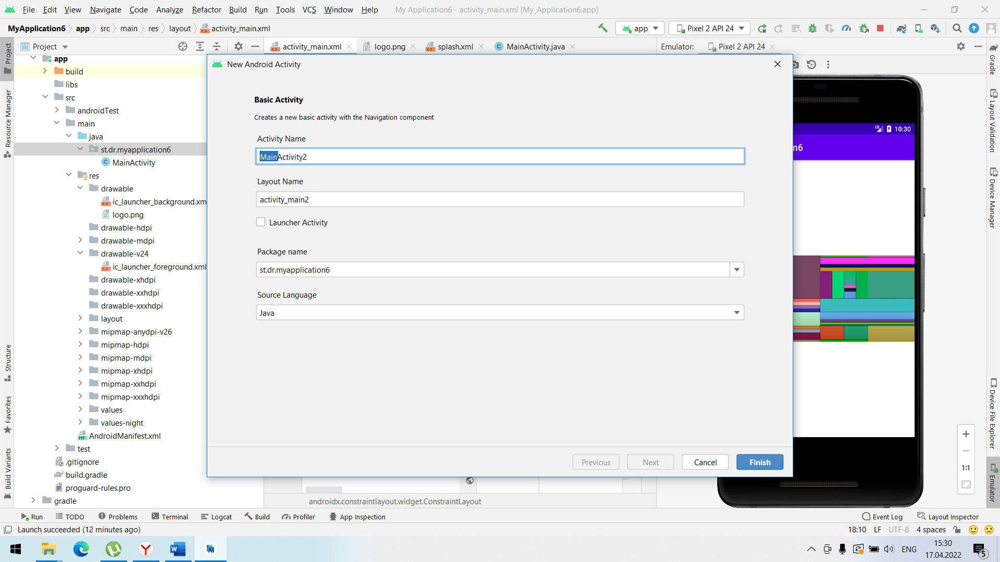 File Edit View Navigate Code Analyze Refactor Build Run Tools VCS Window Help My Application6 - activity_main.xml [My_Application6.app]
MyApplication6 app src main res layout activity_main.xml app Pixel 2 API 24
Project activity_main.xml logo.png splash.xml MainActivity.java Emulator: Pixel 2 API 24
Project
Resource Manager
Structure
Favorites
Build Variants
app
build
libs
src
androidTest
main
java
st.dr.myapplication6
MainActivity
res
drawable
ic_launcher_background.xm
logo.png
drawable-hdpi
drawable-mdpi
drawable-v24
ic_launcher_foreground.xml
drawable-xhdpi
drawable-xxhdpi
drawable-xxxhdpi
layout
mipmap-anydpi-v26
mipmap-hdpi
mipmap-mdpi
mipmap-xhdpi
mipmap-xxhdpi
mipmap-xxxhdpi
values
values-night
MF AndroidManifest.xml
test
.gitignore
build.gradle
proguard-rules.pro
gradle
New Android Activity
Basic Activity
Creates a new basic activity with the Navigation component
Activity Name
MainActivity2
Layout Name
activity_main2
Launcher Activity
Package name
st.dr.myapplication6
Source Language
Java
Previous Next Cancel Finish
LTE 10:30
n6
1:1
Gradle
Layout Validation
Device Manager
Device File Explorer
Emulator
androidx.constraintlayout.widget.ConstraintLayout
Run TODO Problems Terminal Logcat Build Profiler App Inspection Event Log Layout Inspector
Launch succeeded (12 minutes ago) 18:10 LF UTF-8 4 spaces
ENG 15:30
17.04.2022
5